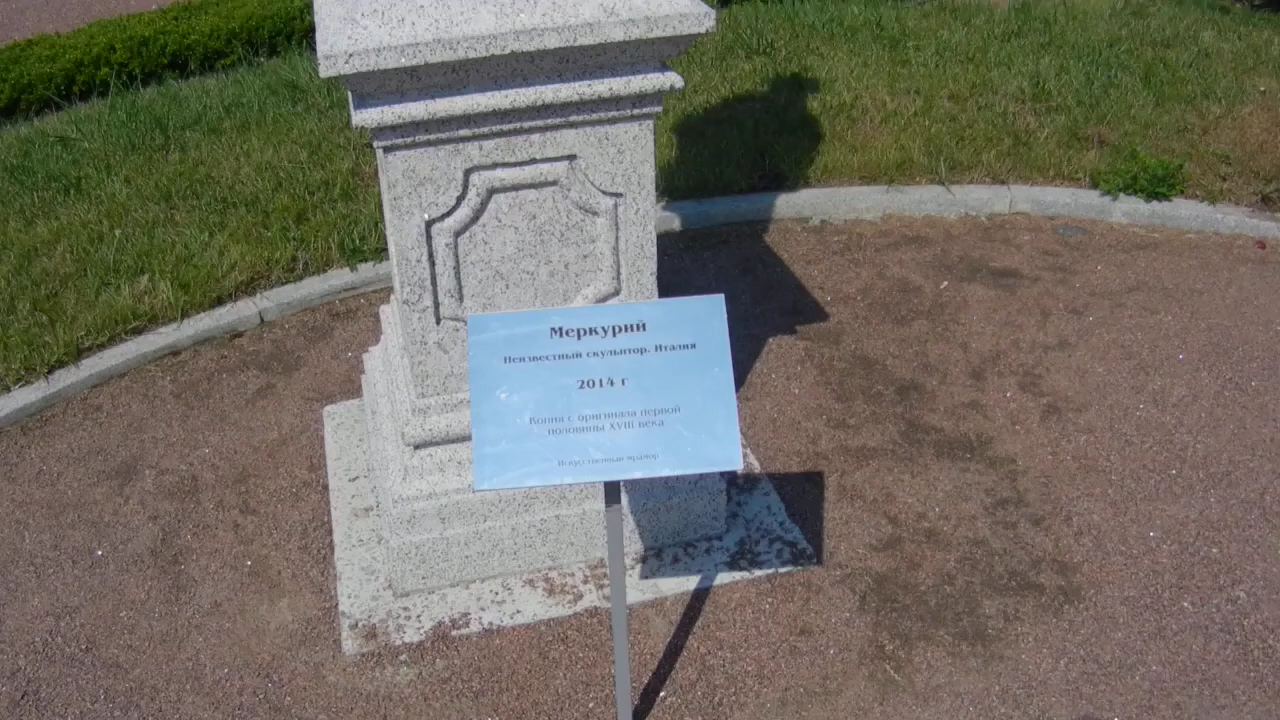 Меркурий
Неизвестный скульптор. Италия
2014 г
Копия с оригинала первой
половины XVIII века
Искусственный мрамор